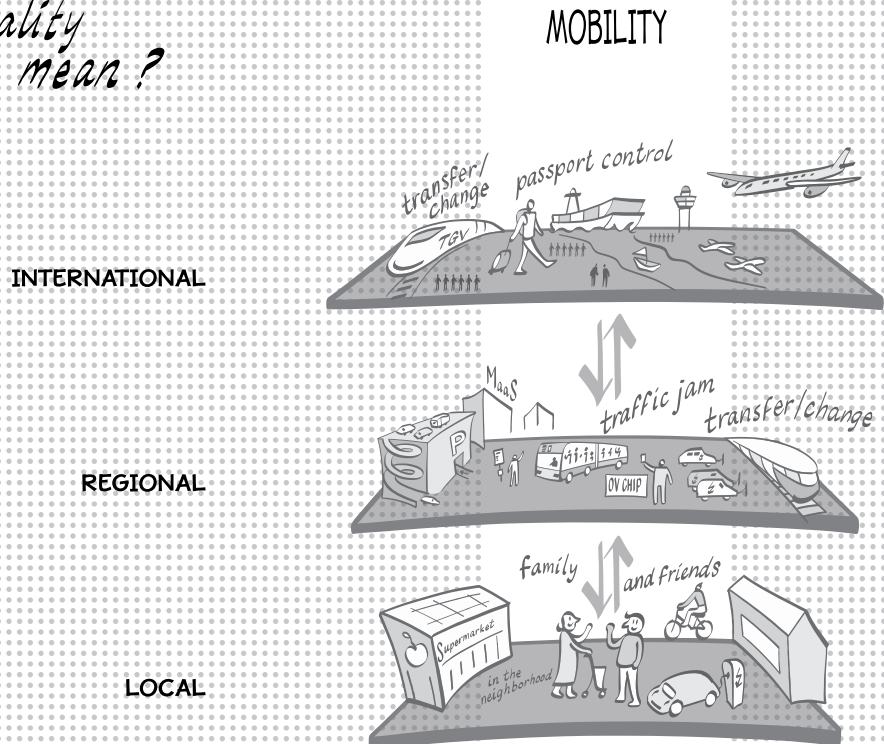 ality
mean ?
MOBILITY
transfer/
change
passport control
TGV
INTERNATIONAL
MaaS
traffic jam
transfer/change
P
OV CHIP
REGIONAL
family and friends
Supermarket
in the
neighborhood
LOCAL